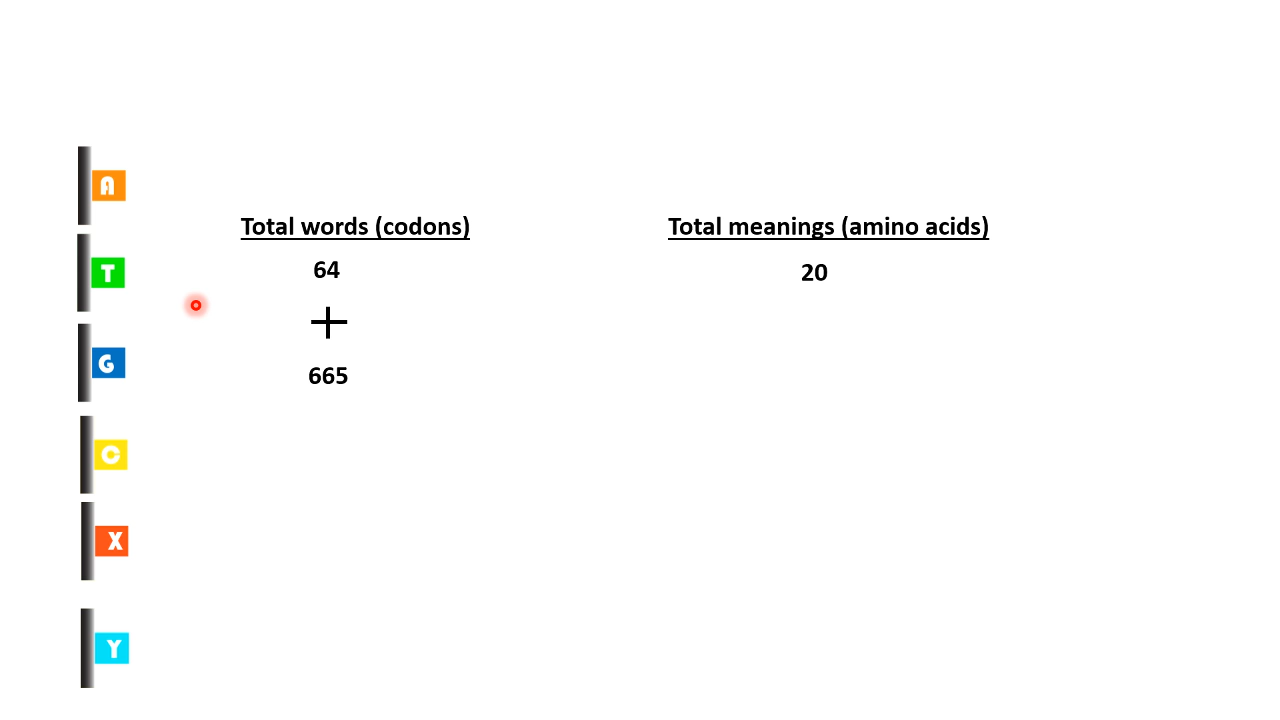 A
Total words (codons)
Total meanings (amino acids)
64
20
T
+
G
665
C
X
Y